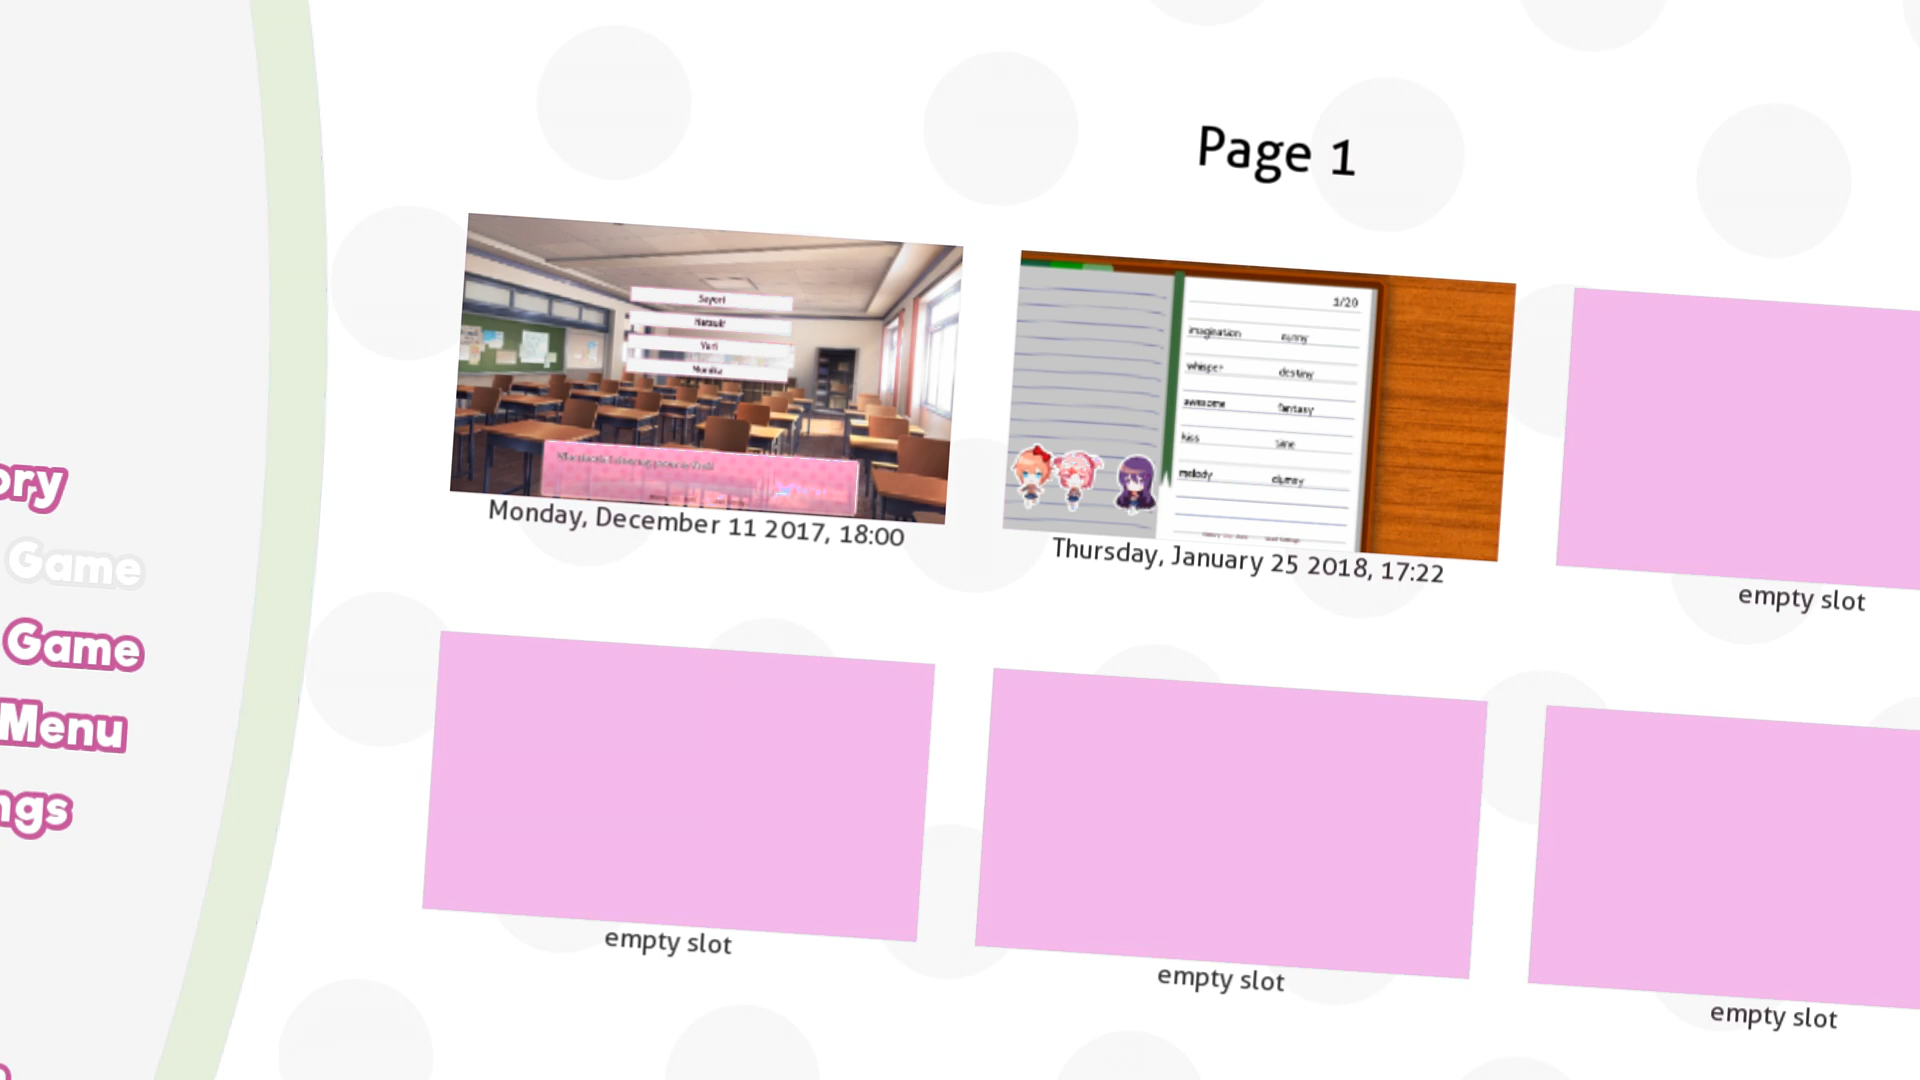 Page 1
Sayori
Natsuki
Yuri
Monika
Monday, December 11 2017, 18:00
1/20
imagination sunny
whisper destiny
awesome fantasy
kiss
melody clumsy
Thursday, January 25 2018, 17:22
empty slot
empty slot
empty slot
empty slot
ory
Game
Game
Menu
ngs